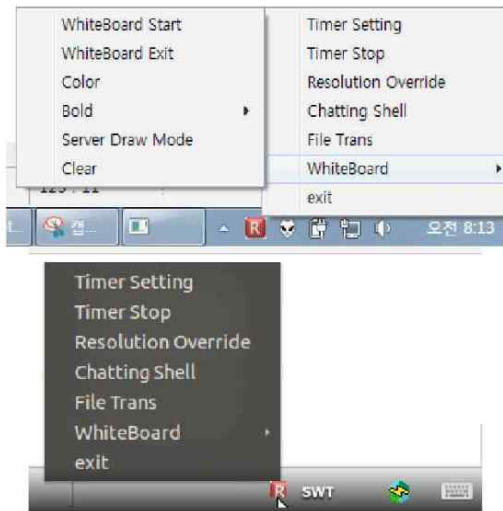 WhiteBoard Start
WhiteBoard Exit
Color
Bold
Server Draw Mode
Clear
Timer Setting
Timer Stop
Resolution Override
Chatting Shell
File Trans
WhiteBoard
exit
캡...
R
오전 8:13
Timer Setting
Timer Stop
Resolution Override
Chatting Shell
File Trans
WhiteBoard
exit
R
SWT